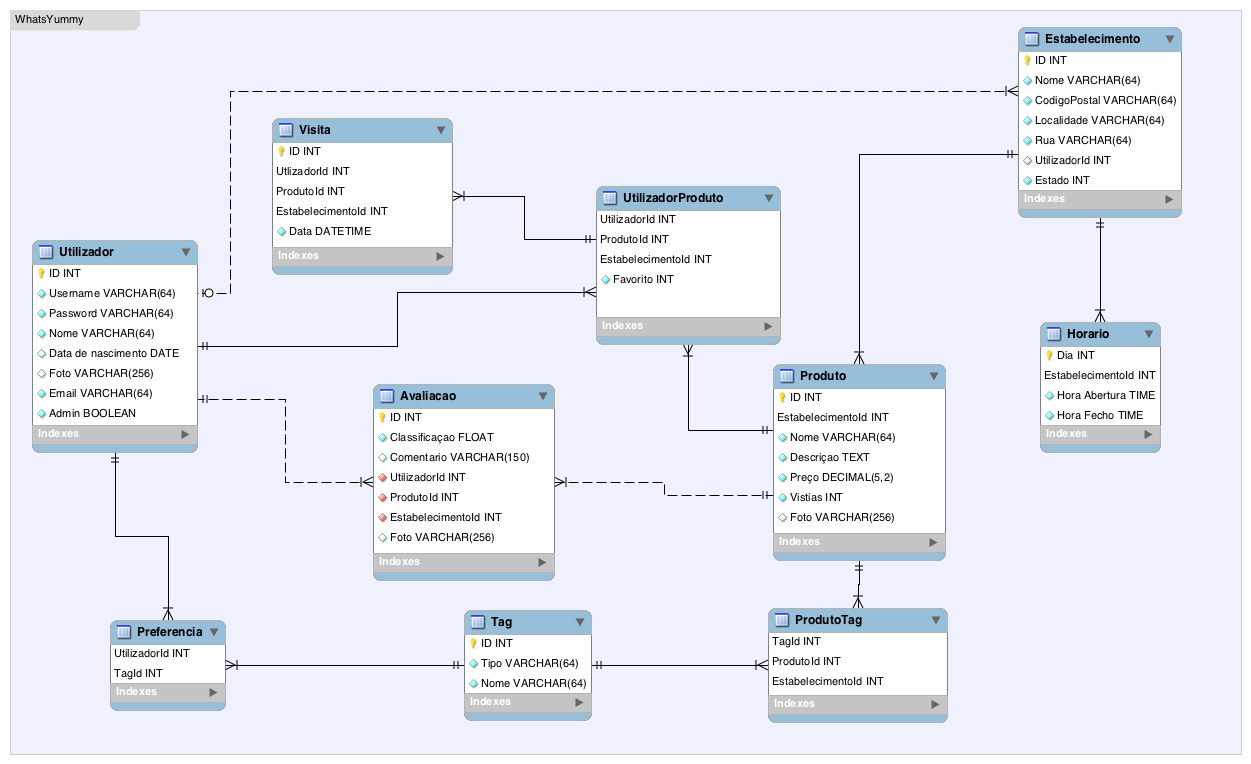 WhatsYummy
Estabelecimento
ID INT
Nome VARCHAR(64)
CodigoPostal VARCHAR(64)
Localidade VARCHAR(64)
Rua VARCHAR(64)
UtilizadorId INT
Estado INT
Indexes
Visita
ID INT
UtlizadorId INT
ProdutoId INT
EstabelecimentoId INT
Data DATETIME
Indexes
UtilizadorProduto
UtilizadorId INT
ProdutoId INT
EstabelecimentoId INT
Favorito INT
Indexes
Utilizador
ID INT
Username VARCHAR(64)
Password VARCHAR(64)
Nome VARCHAR(64)
Data de nascimento DATE
Foto VARCHAR(256)
Email VARCHAR(64)
Admin BOOLEAN
Indexes
Horario
Dia INT
EstabelecimentoId INT
Hora Abertura TIME
Hora Fecho TIME
Indexes
Produto
ID INT
EstabelecimentoId INT
Nome VARCHAR(64)
Descriçao TEXT
Preço DECIMAL(5,2)
Vistias INT
Foto VARCHAR(256)
Indexes
Avaliacao
ID INT
Classificaçao FLOAT
Comentario VARCHAR(150)
UtilizadorId INT
ProdutoId INT
EstabelecimentoId INT
Foto VARCHAR(256)
Indexes
Preferencia
UtilizadorId INT
TagId INT
Indexes
Tag
ID INT
Tipo VARCHAR(64)
Nome VARCHAR(64)
Indexes
ProdutoTag
TagId INT
ProdutoId INT
EstabelecimentoId INT
Indexes